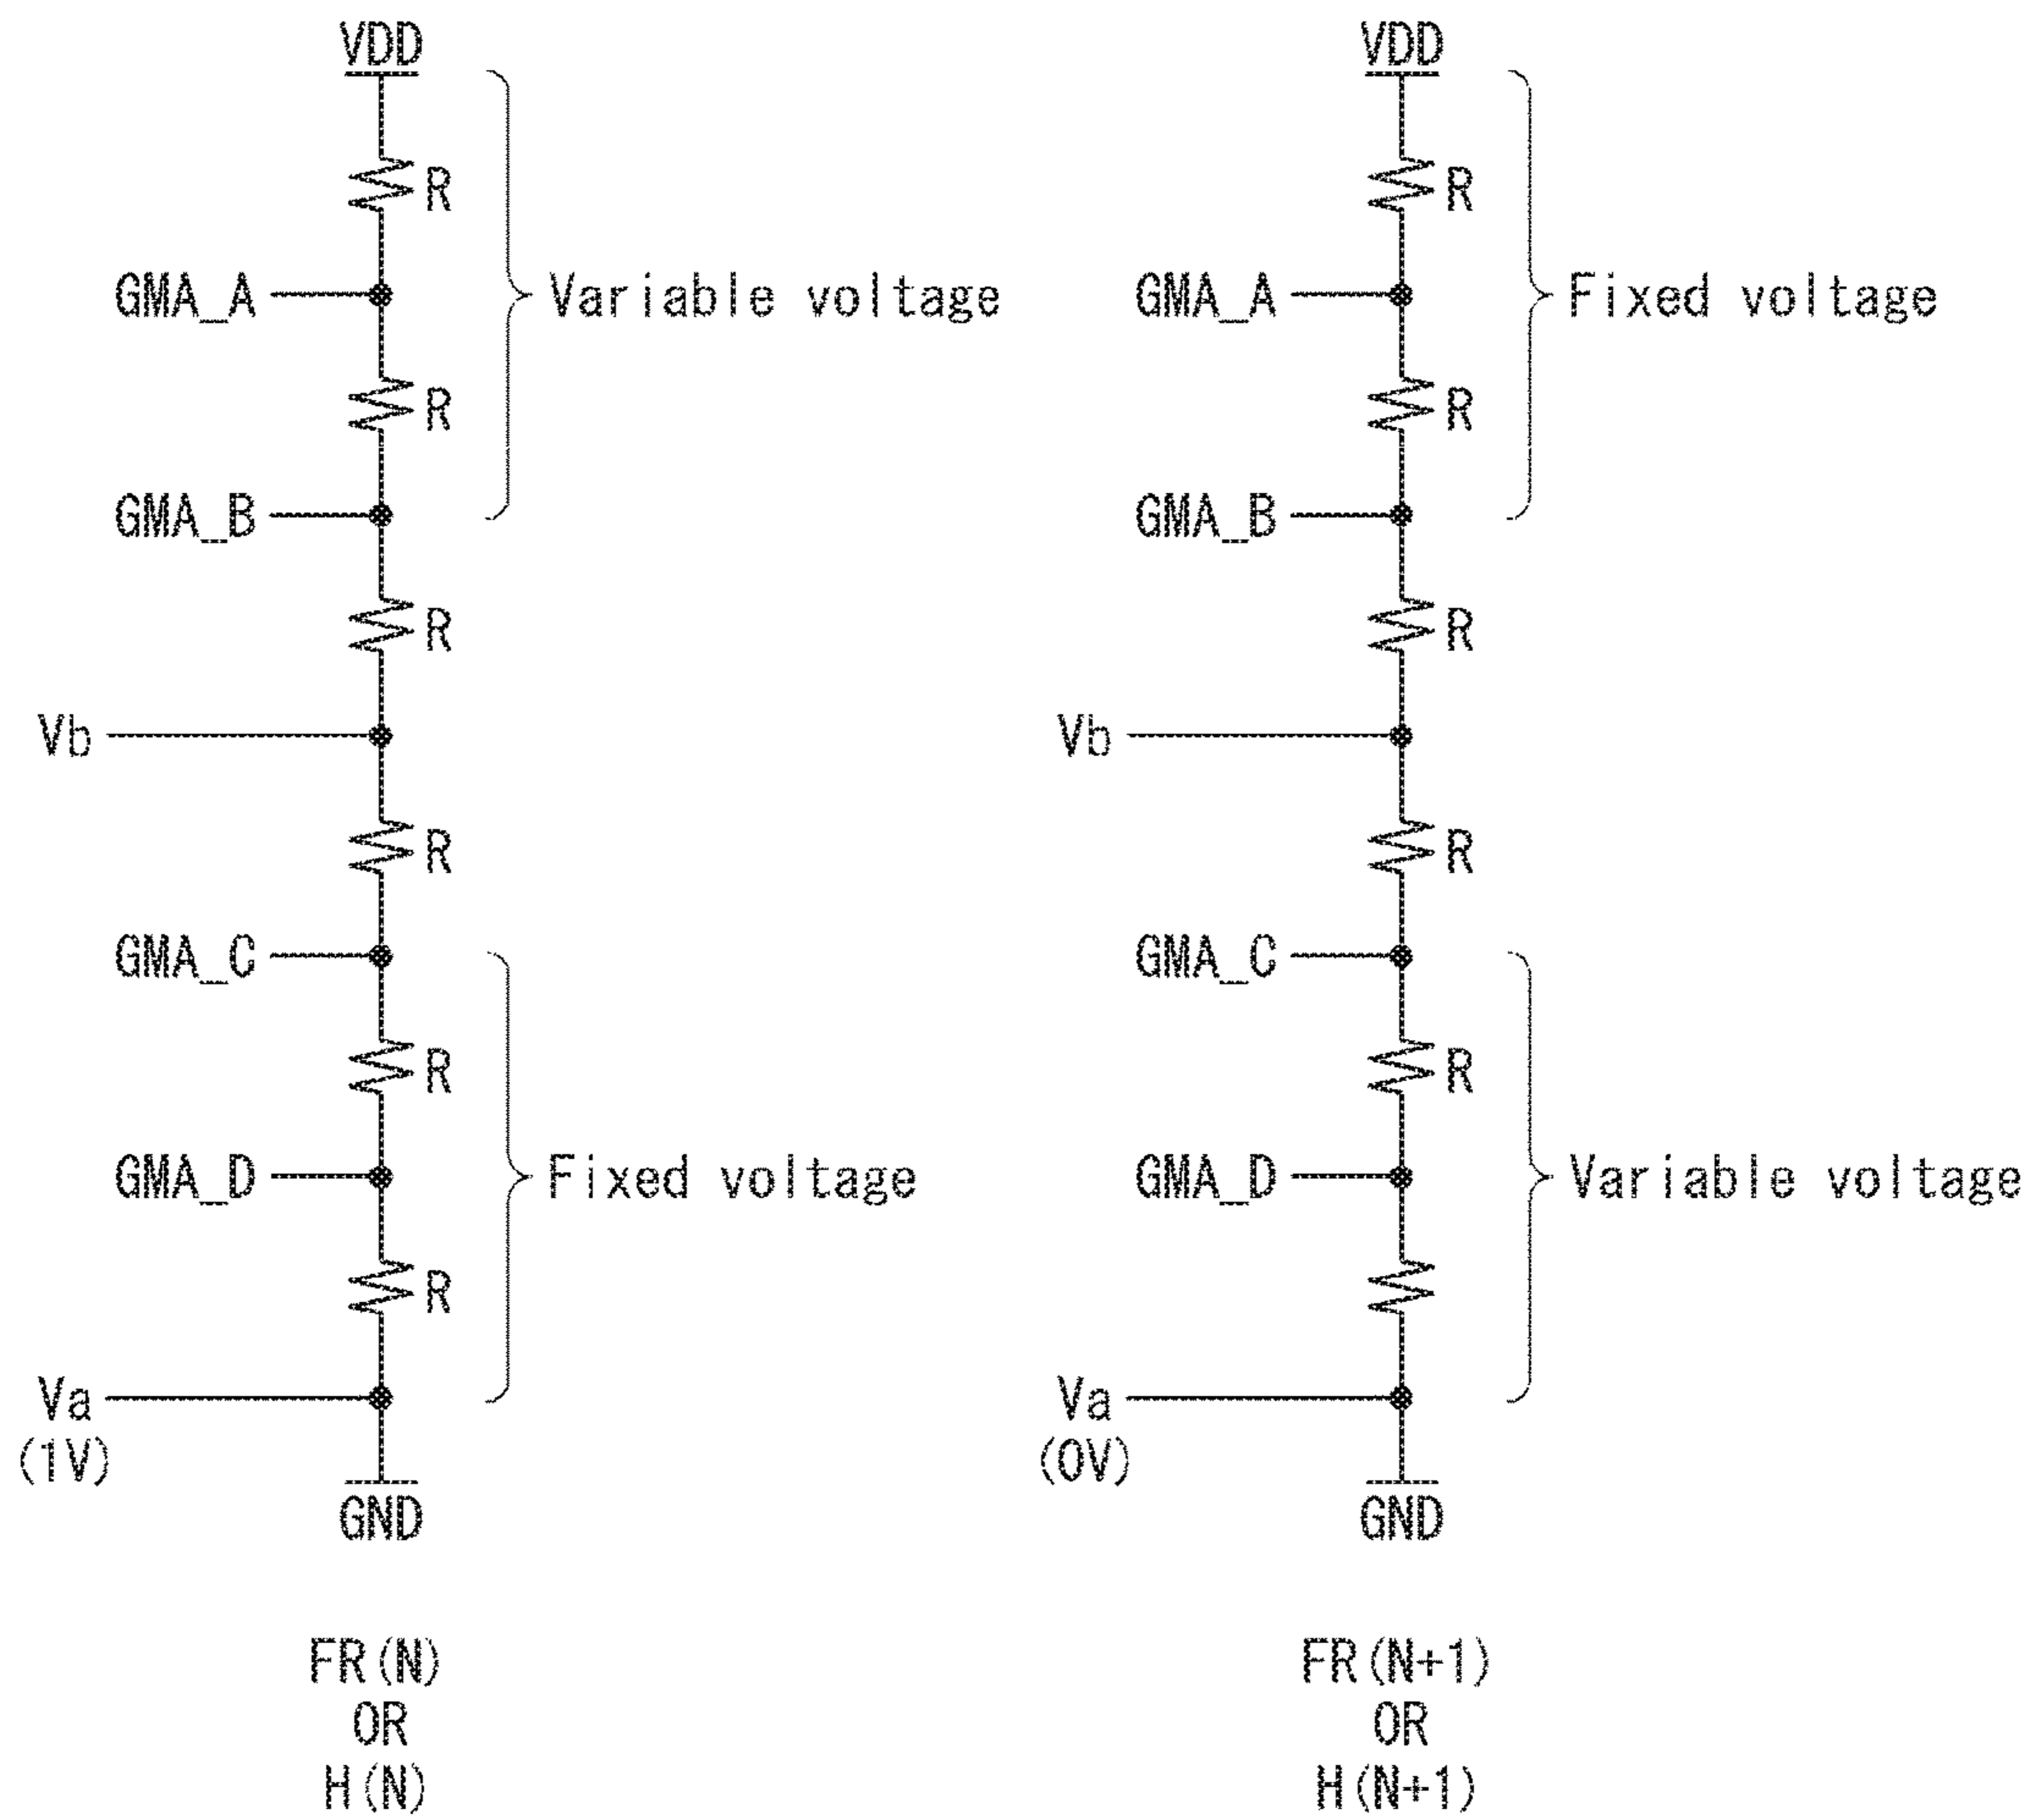 VDD
R
GMA_A
Variable voltage
R
GMA_B
R
Vb
R
GMA_C
R
GMA_D
Fixed voltage
R
Va
(1V)
GND
FR(N)
OR
H(N)
VDD
R
GMA_A
Fixed voltage
R
GMA_B
R
Vb
R
GMA_C
R
GMA_D
Variable voltage
Va
(0V)
GND
FR(N+1)
OR
H(N+1)